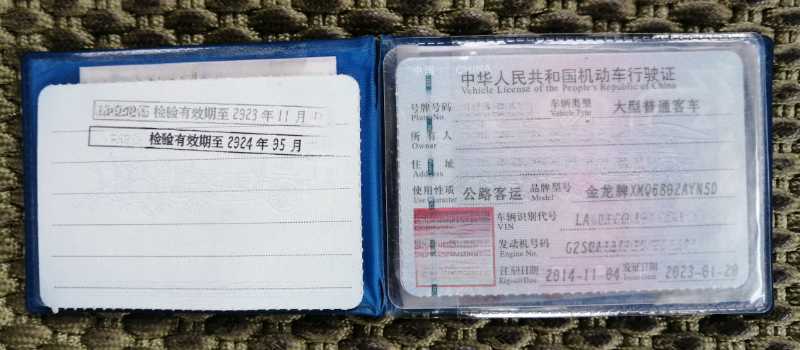 检验有效期至2023年11月
检验有效期至2024年05月
中华人民共和国机动车行驶证
Vehicle License of the People's Republic of China
号牌号码 车辆类型 大型普通客车
Plate No. Vehicle Type
所有人
Owner
住址
Address
使用性质 公路客运 品牌型号 金龙牌XMQ6802AYN5D
Use Character Model
车辆识别代号
VIN
发动机号码
Engine No.
注册日期 2014-11-04 发证日期 2023-01-20
Register Date Issue Date